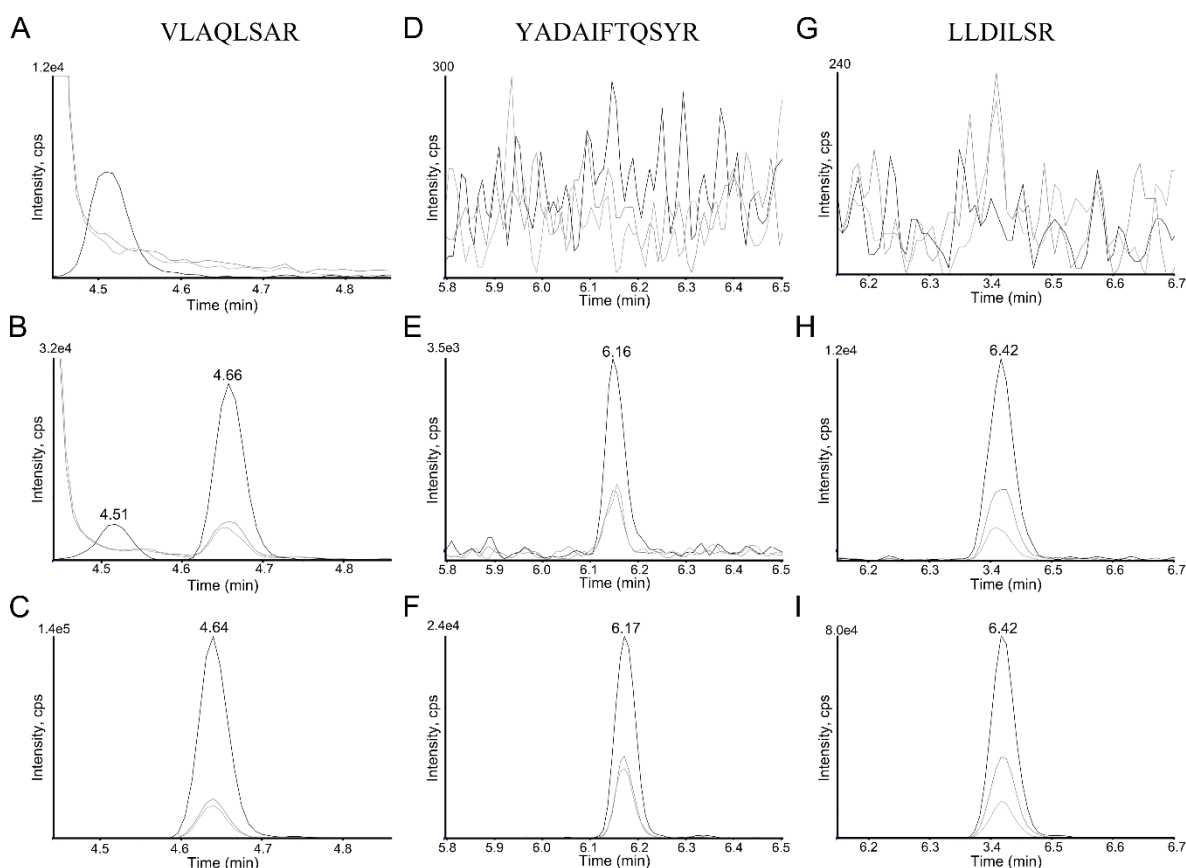 A
VLAQLSAR
1.2e4
Intensity, cps
4.5
4.6
4.7
4.8
Time (min)
D
YADAIFTQSYR
300
Intensity, cps
5.8
5.9
6.0
6.1
6.2
6.3
6.4
6.5
Time (min)
G
LLDILSR
240
Intensity, cps
6.2
6.3
3.4
6.5
6.6
6.7
Time (min)
B
3.2e4
Intensity, cps
4.51
4.66
4.5
4.6
4.7
4.8
Time (min)
E
3.5e3
Intensity, cps
6.16
5.8
5.9
6.0
6.1
6.2
6.3
6.4
6.5
Time (min)
H
1.2e4
Intensity, cps
6.42
6.2
6.3
3.4
6.5
6.6
6.7
Time (min)
C
1.4e5
Intensity, cps
4.64
4.5
4.6
4.7
4.8
Time (min)
F
2.4e4
Intensity, cps
6.17
5.8
5.9
6.0
6.1
6.2
6.3
6.4
6.5
Time (min)
I
8.0e4
Intensity, cps
6.42
6.2
6.3
3.4
6.5
6.6
6.7
Time (min)